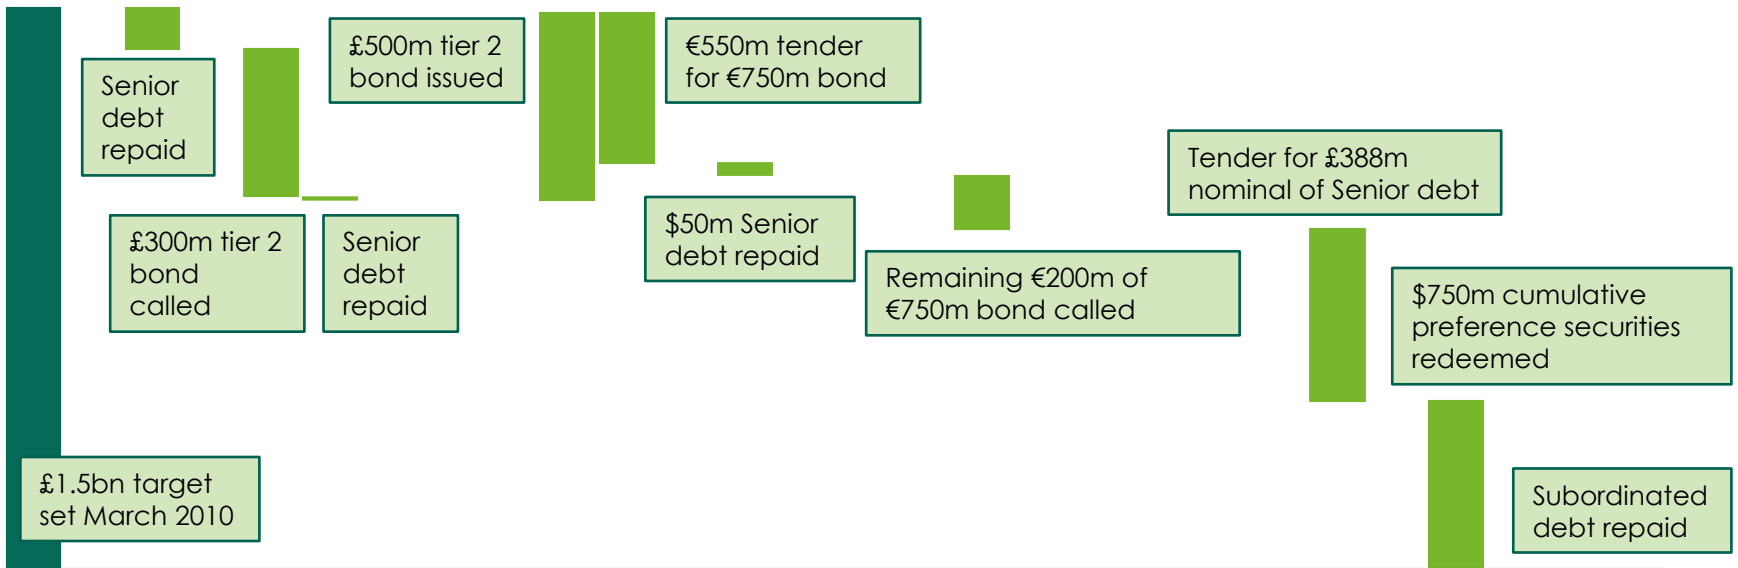 Senior
debt
repaid
£500m tier 2
bond issued
€550m tender
for €750m bond
£300m tier 2
bond
called
Senior
debt
repaid
$50m Senior
debt repaid
Remaining €200m of
€750m bond called
Tender for £388m
nominal of Senior debt
$750m cumulative
preference securities
redeemed
£1.5bn target
set March 2010
Subordinated
debt repaid